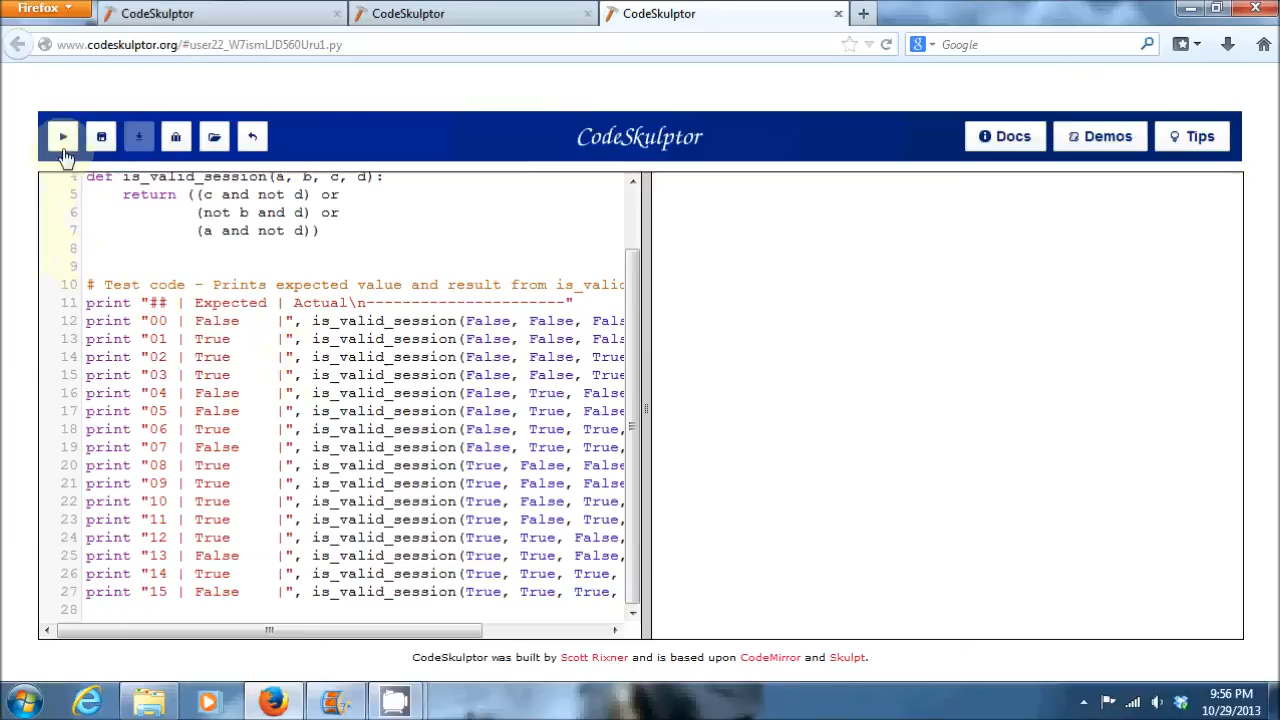 Firefox
CodeSkulptor
CodeSkulptor
CodeSkulptor
www.codeskulptor.org/#user22_W7ismLJD560Uru1.py
Google
CodeSkulptor
Docs
Demos
Tips
4 def is_valid_session(a, b, c, d):
5 return ((c and not d) or
6 (not b and d) or
7 (a and not d))
8
9
10 # Test code - Prints expected value and result from is_valid
11 print "## | Expected | Actual\n----------------------"
12 print "00 | False |", is_valid_session(False, False, Fals
13 print "01 | True |", is_valid_session(False, False, False
14 print "02 | True |", is_valid_session(False, False, True
15 print "03 | True |", is_valid_session(False, False, True
16 print "04 | False |", is_valid_session(False, True, False
17 print "05 | False |", is_valid_session(False, True, False
18 print "06 | True |", is_valid_session(False, True, True,
19 print "07 | False |", is_valid_session(False, True, True,
20 print "08 | True |", is_valid_session(True, False, False
21 print "09 | True |", is_valid_session(True, False, False
22 print "10 | True |", is_valid_session(True, False, True,
23 print "11 | True |", is_valid_session(True, False, True,
24 print "12 | True |", is_valid_session(True, True, False,
25 print "13 | False |", is_valid_session(True, True, False,
26 print "14 | True |", is_valid_session(True, True, True,
27 print "15 | False |", is_valid_session(True, True, True,
28
CodeSkulptor was built by Scott Rixner and is based upon CodeMirror and Skulpt.
9:56 PM
10/29/2013